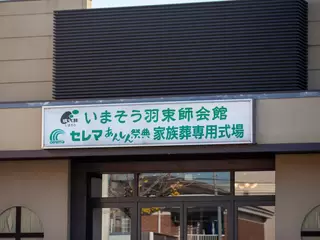 いまそう羽束師会館
セレマあんしん祭典 家族葬専用式場